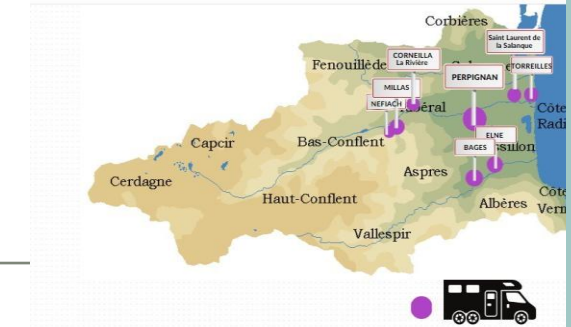 Corbières
Saint Laurent de
la Salanque
Fenouillède
CORNEILLA
La Rivière
TORREILLES
PERPIGNAN
MILLAS
NEFIACH
Côte
Radi
Capcir
Bas-Conflent
ELNE
BAGES
Cerdagne
Aspres
Haut-Conflent
Albères
Côte
Verm
Vallespir